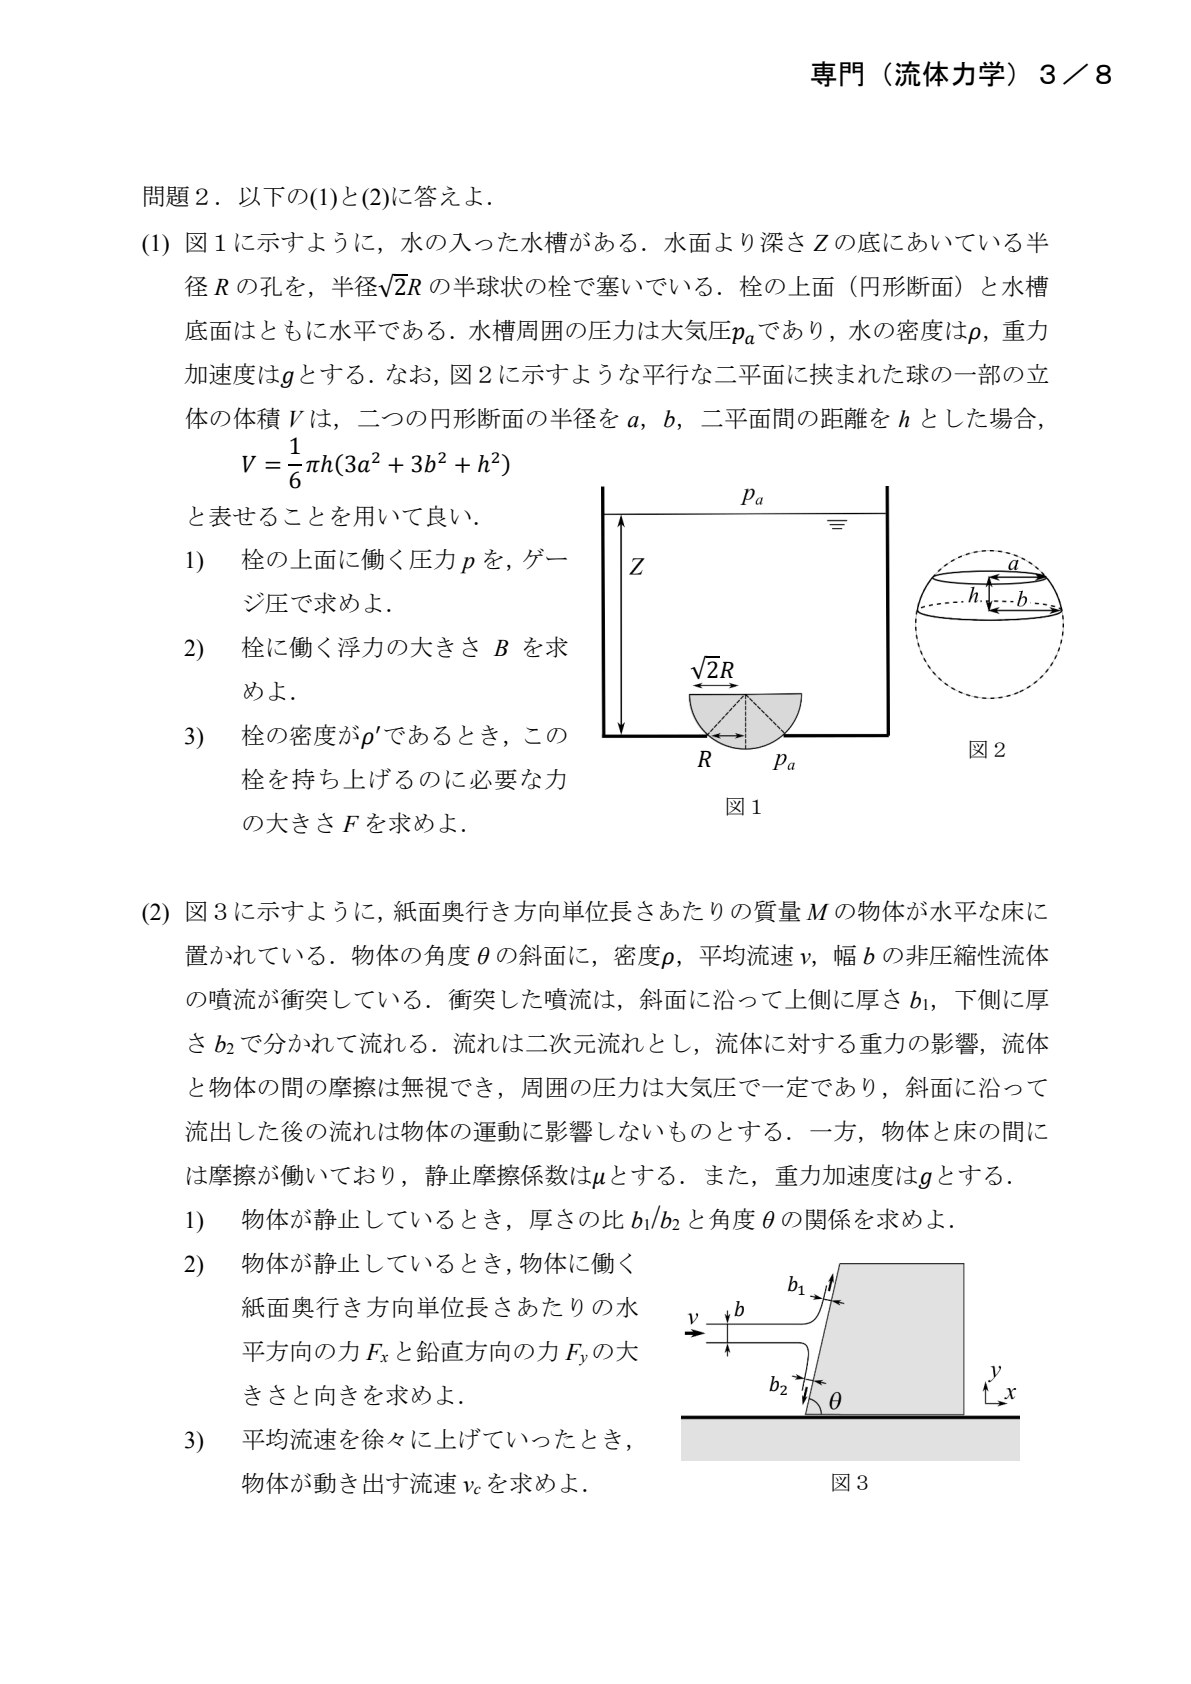 専門（流体力学）３／８
問題２．以下の(1)と(2)に答えよ．
(1) 図１に示すように，水の入った水槽がある．水面より深さ Z の底にあいている半
径 R の孔を，半径√2R の半球状の栓で塞いでいる．栓の上面（円形断面）と水槽
底面はともに水平である．水槽周囲の圧力は大気圧pₐであり，水の密度はρ，重力
加速度はgとする．なお，図２に示すような平行な二平面に挟まれた球の一部の立
体の体積 V は，二つの円形断面の半径を a，b，二平面間の距離を h とした場合，
V = 1/6 πh(3a² + 3b² + h²)
と表せることを用いて良い．
1) 栓の上面に働く圧力 p を，ゲー
ジ圧で求めよ．
2) 栓に働く浮力の大きさ B を求
めよ．
3) 栓の密度がρ′であるとき，この
栓を持ち上げるのに必要な力
の大きさ F を求めよ．
pₐ
Z
√2R
R
pₐ
図１
a
h
b
図２
(2) 図３に示すように，紙面奥行き方向単位長さあたりの質量 M の物体が水平な床に
置かれている．物体の角度 θ の斜面に，密度ρ，平均流速 v，幅 b の非圧縮性流体
の噴流が衝突している．衝突した噴流は，斜面に沿って上側に厚さ b₁，下側に厚
さ b₂ で分かれて流れる．流れは二次元流れとし，流体に対する重力の影響，流体
と物体の間の摩擦は無視でき，周囲の圧力は大気圧で一定であり，斜面に沿って
流出した後の流れは物体の運動に影響しないものとする．一方，物体と床の間に
は摩擦が働いており，静止摩擦係数はμとする．また，重力加速度はgとする．
1) 物体が静止しているとき，厚さの比 b₁/b₂ と角度 θ の関係を求めよ．
2) 物体が静止しているとき，物体に働く
紙面奥行き方向単位長さあたりの水
平方向の力 Fₓ と鉛直方向の力 Fy の大
きさと向きを求めよ．
3) 平均流速を徐々に上げていったとき，
物体が動き出す流速 vc を求めよ．
b₁
v
b
b₂
θ
y
x
図３